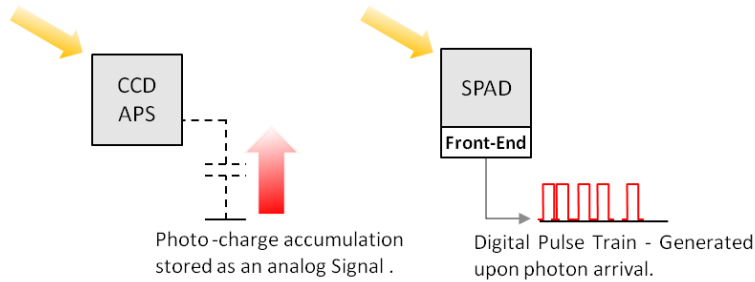 CCD
APS
SPAD
Front-End
Photo -charge accumulation
stored as an analog Signal .
Digital Pulse Train - Generated
upon photon arrival.